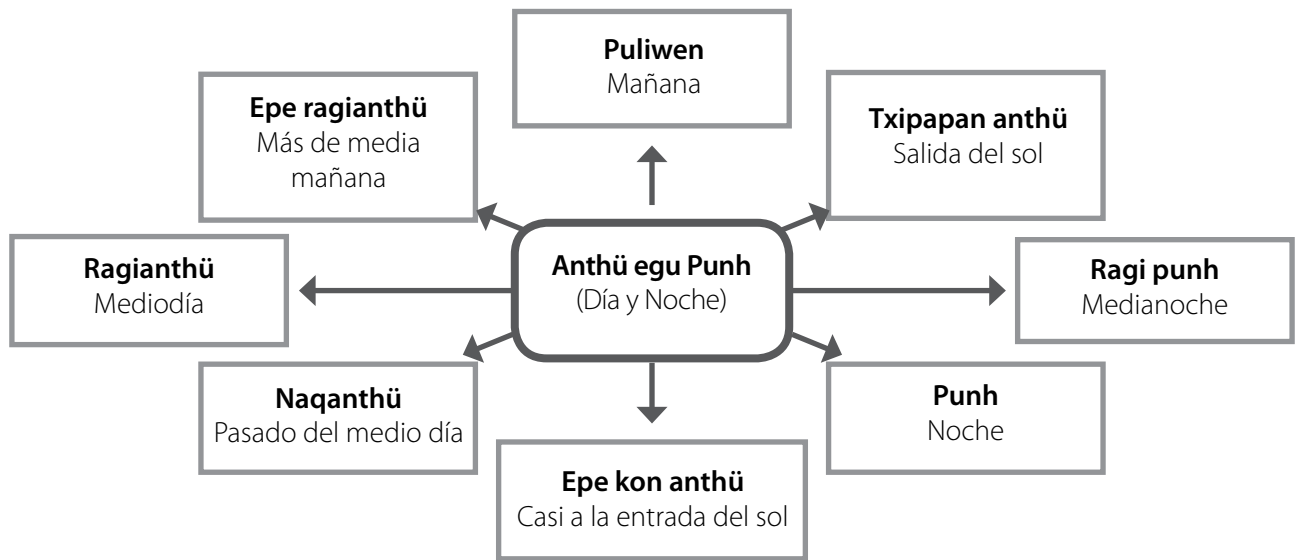 Puliwen
Mañana
Epe ragianthü
Más de media
mañana
Txipapan anthü
Salida del sol
Ragianthü
Mediodía
Anthü egu Punh
(Día y Noche)
Ragi punh
Medianoche
Naqanthü
Pasado del medio día
Punh
Noche
Epe kon anthü
Casi a la entrada del sol